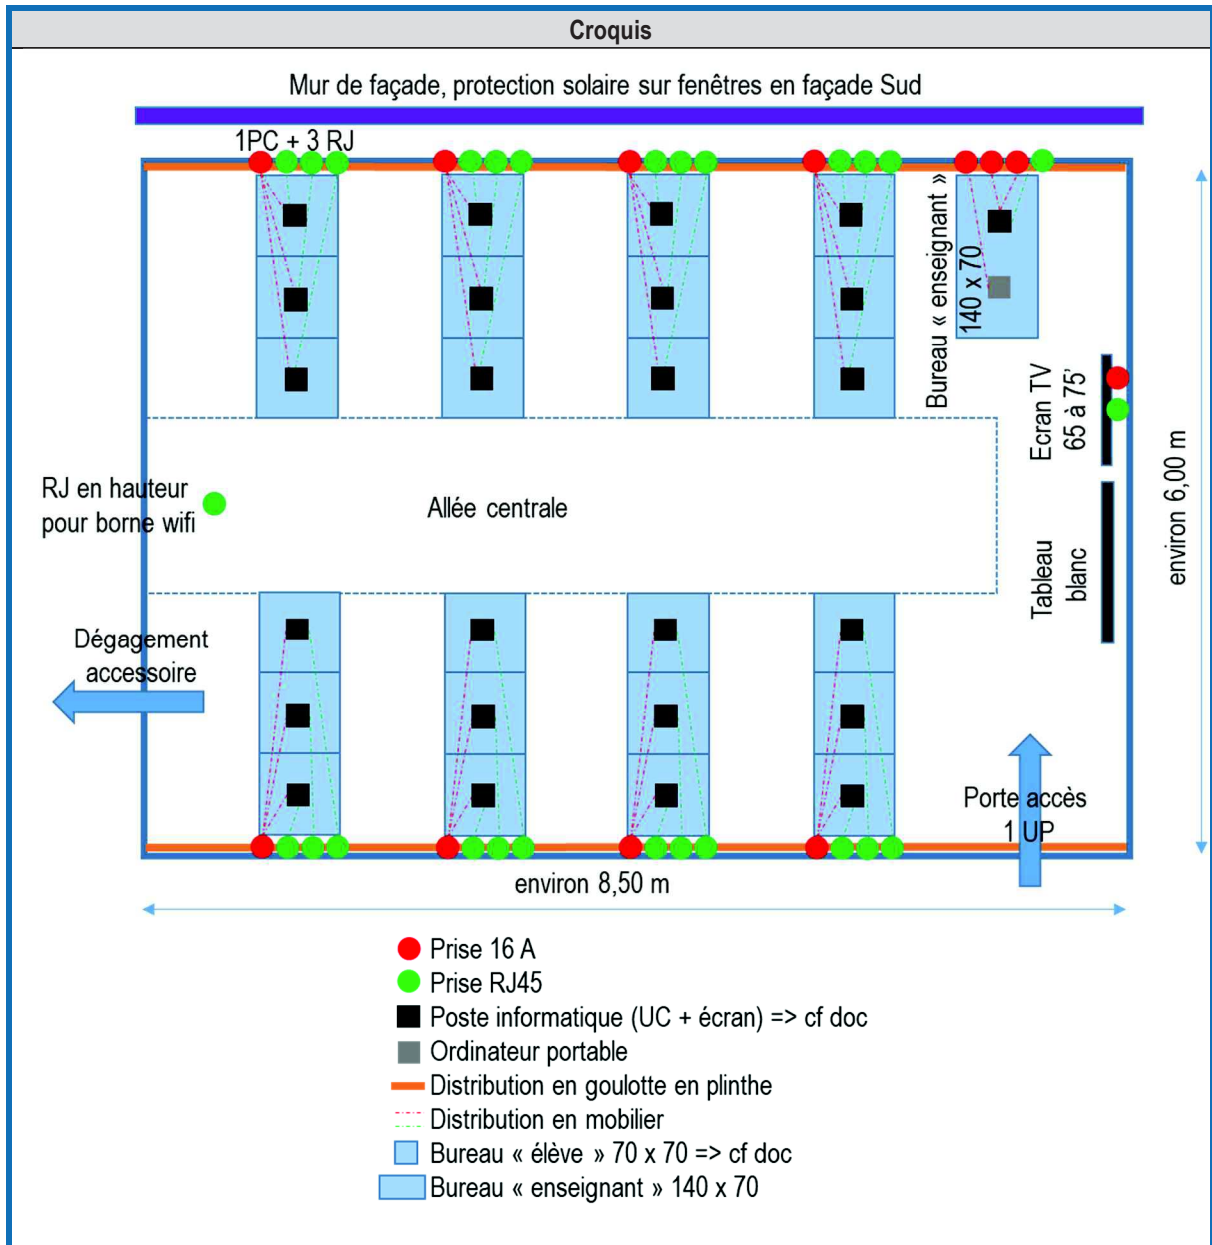 Croquis
Mur de façade, protection solaire sur fenêtres en façade Sud
1PC + 3 RJ
Bureau « enseignant »
140 x 70
Ecran TV
65 à 75'
environ 6,00 m
RJ en hauteur
pour borne wifi
Allée centrale
Tableau
blanc
Dégagement
accessoire
Porte accès
1 UP
environ 8,50 m
Prise 16 A
Prise RJ45
Poste informatique (UC + écran) => cf doc
Ordinateur portable
Distribution en goulotte en plinthe
Distribution en mobilier
Bureau « élève » 70 x 70 => cf doc
Bureau « enseignant » 140 x 70